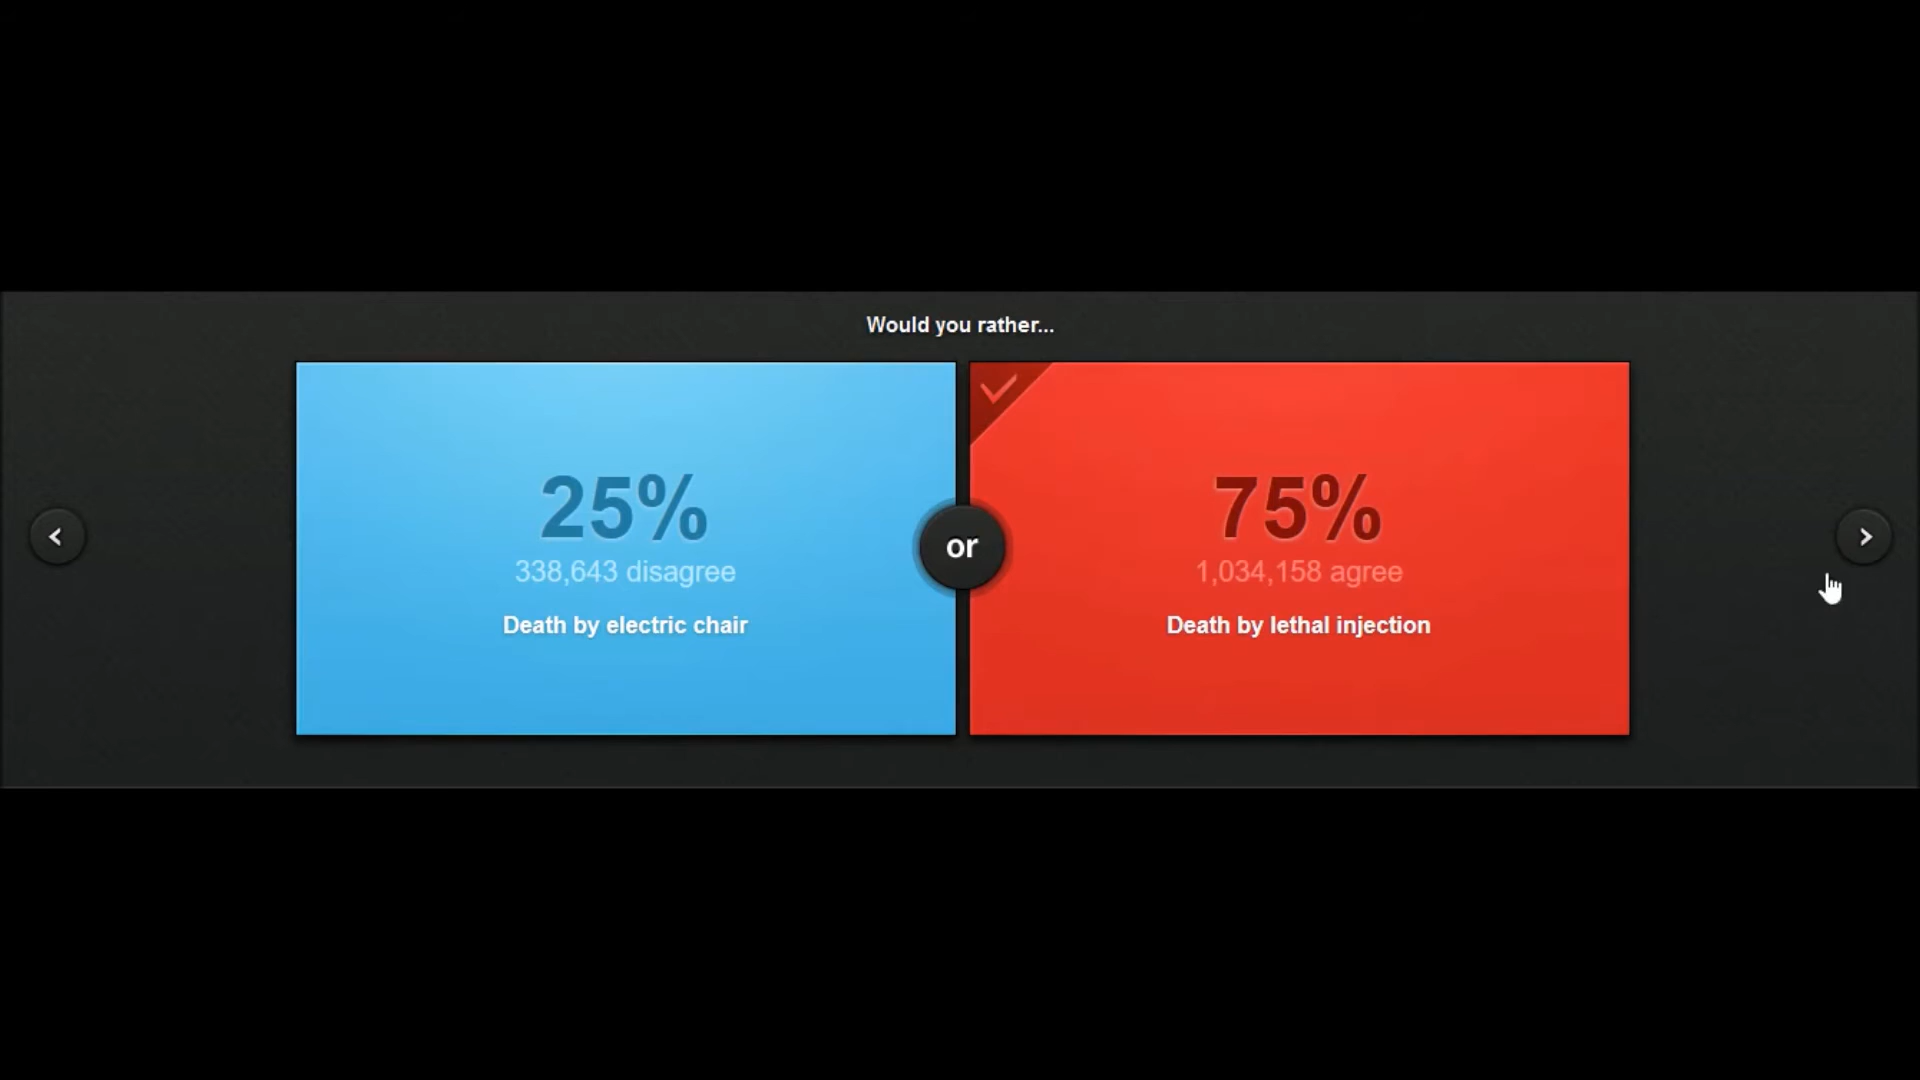 Would you rather...
25%
338,643 disagree
Death by electric chair
or
75%
1,034,158 agree
Death by lethal injection